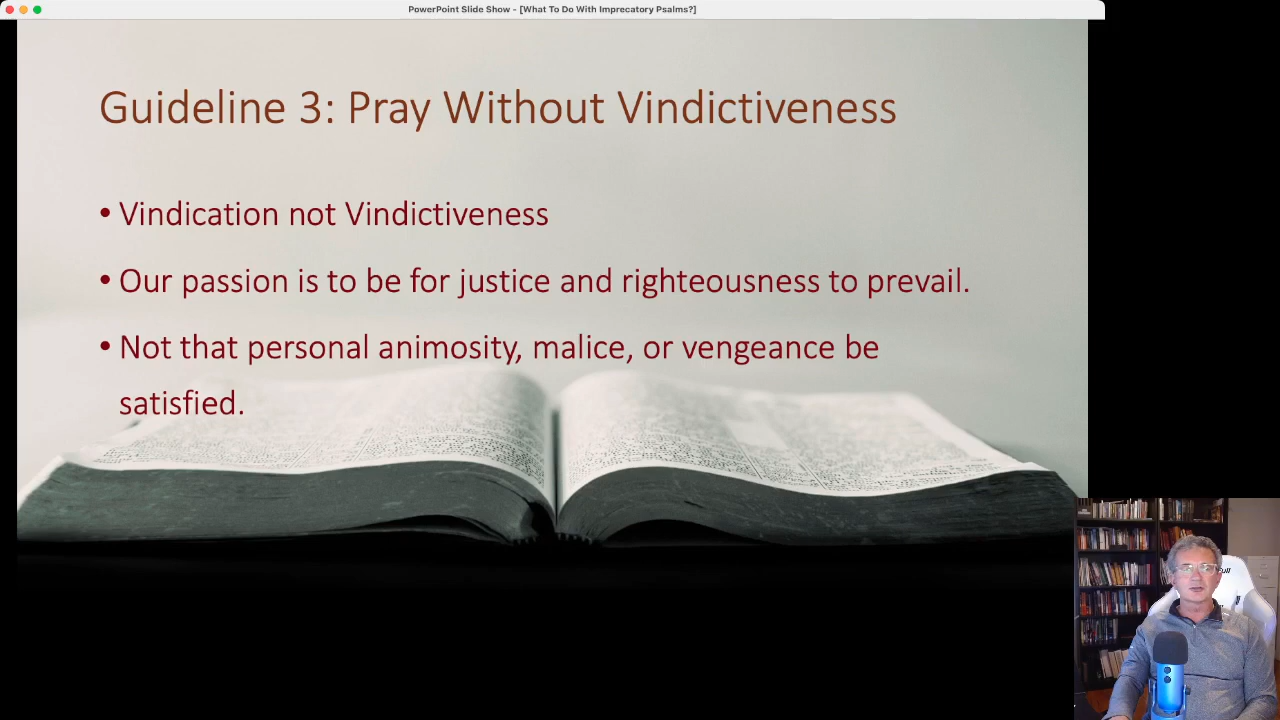 PowerPoint Slide Show - [What To Do With Imprecatory Psalms?]
Guideline 3: Pray Without Vindictiveness
• Vindication not Vindictiveness
• Our passion is to be for justice and righteousness to prevail.
• Not that personal animosity, malice, or vengeance be
satisfied.